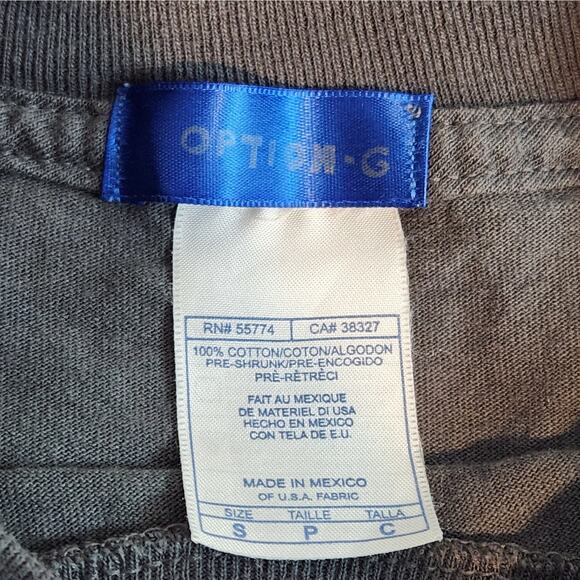 OPTION-G
RN# 55774 CA# 38327
100% COTTON/COTON/ALGODON
PRE-SHRUNK/PRE-ENCOGIDO
PRÉ-RÊTRÉCI
FAIT AU MEXIQUE
DE MATERIEL DI USA
HECHO EN MEXICO
CON TELA DE E.U.
MADE IN MEXICO
OF U.S.A. FABRIC
SIZE TAILLE TALLA
S P C